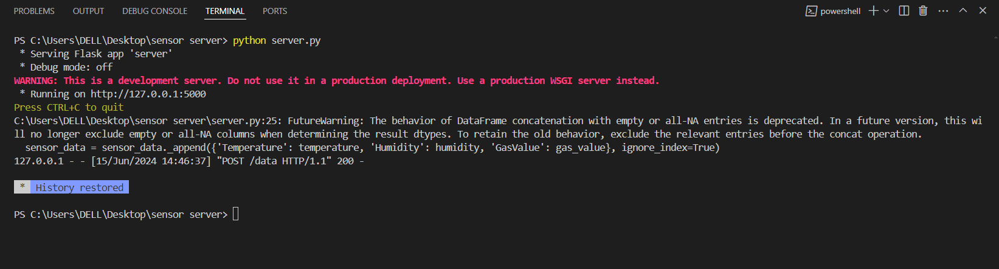 PROBLEMS OUTPUT DEBUG CONSOLE TERMINAL PORTS powershell
PS C:\Users\DELL\Desktop\sensor server> python server.py
 * Serving Flask app 'server'
 * Debug mode: off
WARNING: This is a development server. Do not use it in a production deployment. Use a production WSGI server instead.
 * Running on http://127.0.0.1:5000
Press CTRL+C to quit
C:\Users\DELL\Desktop\sensor server\server.py:25: FutureWarning: The behavior of DataFrame concatenation with empty or all-NA entries is deprecated. In a future version, this wi
ll no longer exclude empty or all-NA columns when determining the result dtypes. To retain the old behavior, exclude the relevant entries before the concat operation.
  sensor_data = sensor_data._append({'Temperature': temperature, 'Humidity': humidity, 'GasValue': gas_value}, ignore_index=True)
127.0.0.1 - - [15/Jun/2024 14:46:37] "POST /data HTTP/1.1" 200 -
 * History restored
PS C:\Users\DELL\Desktop\sensor server>